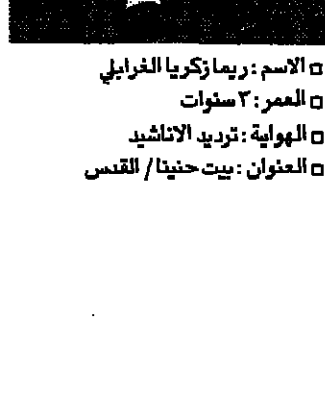 □ الاسم : ريما زكريا الغرابلي
□ العمر : ٣ سنوات
□ الهواية : ترديد الاناشيد
□ العنوان : بيت حنينا / القدس